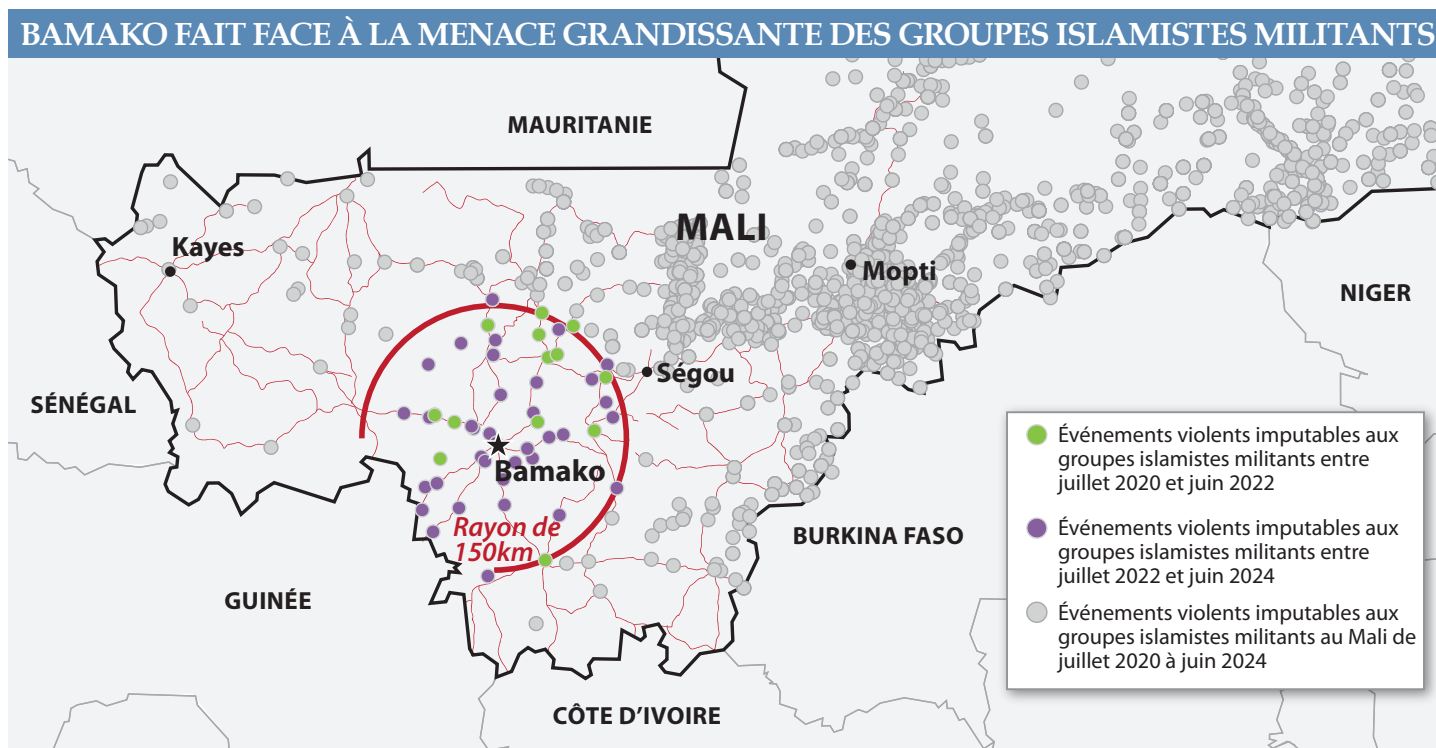 BAMAKO FAIT FACE À LA MENACE GRANDISSANTE DES GROUPES ISLAMISTES MILITANTS
MAURITANIE
MALI
Kayes
Mopti
NIGER
Ségou
SÉNÉGAL
Bamako
Rayon de
150km
BURKINA FASO
GUINÉE
CÔTE D'IVOIRE
Événements violents imputables aux
groupes islamistes militants entre
juillet 2020 et juin 2022
Événements violents imputables aux
groupes islamistes militants entre
juillet 2022 et juin 2024
Événements violents imputables aux
groupes islamistes militants au Mali de
juillet 2020 à juin 2024